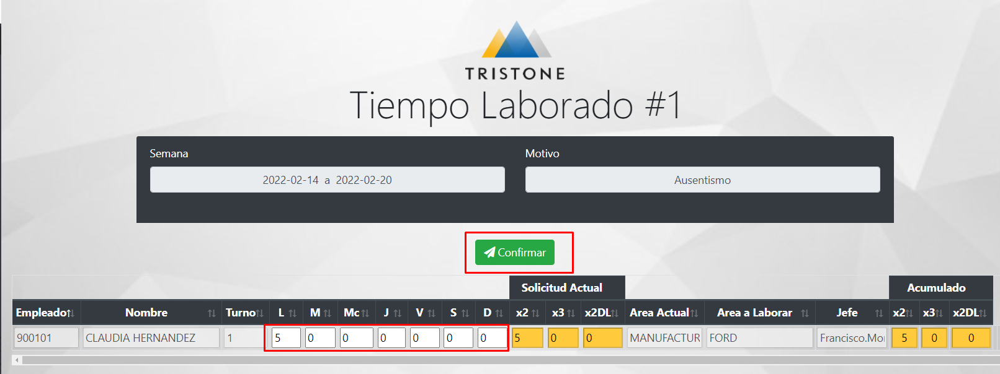 TRISTONE
Tiempo Laborado #1
Semana Motivo
2022-02-14 a 2022-02-20 Ausentismo
Confirmar
Solicitud Actual Acumulado
Empleado Nombre Turno L M Mc J V S D x2 x3 x2DL Area Actual Area a Laborar Jefe x2 x3 x2DL
900101 CLAUDIA HERNANDEZ 1 5 0 0 0 0 0 0 5 0 0 MANUFACTUR FORD Francisco.Mo 5 0 0